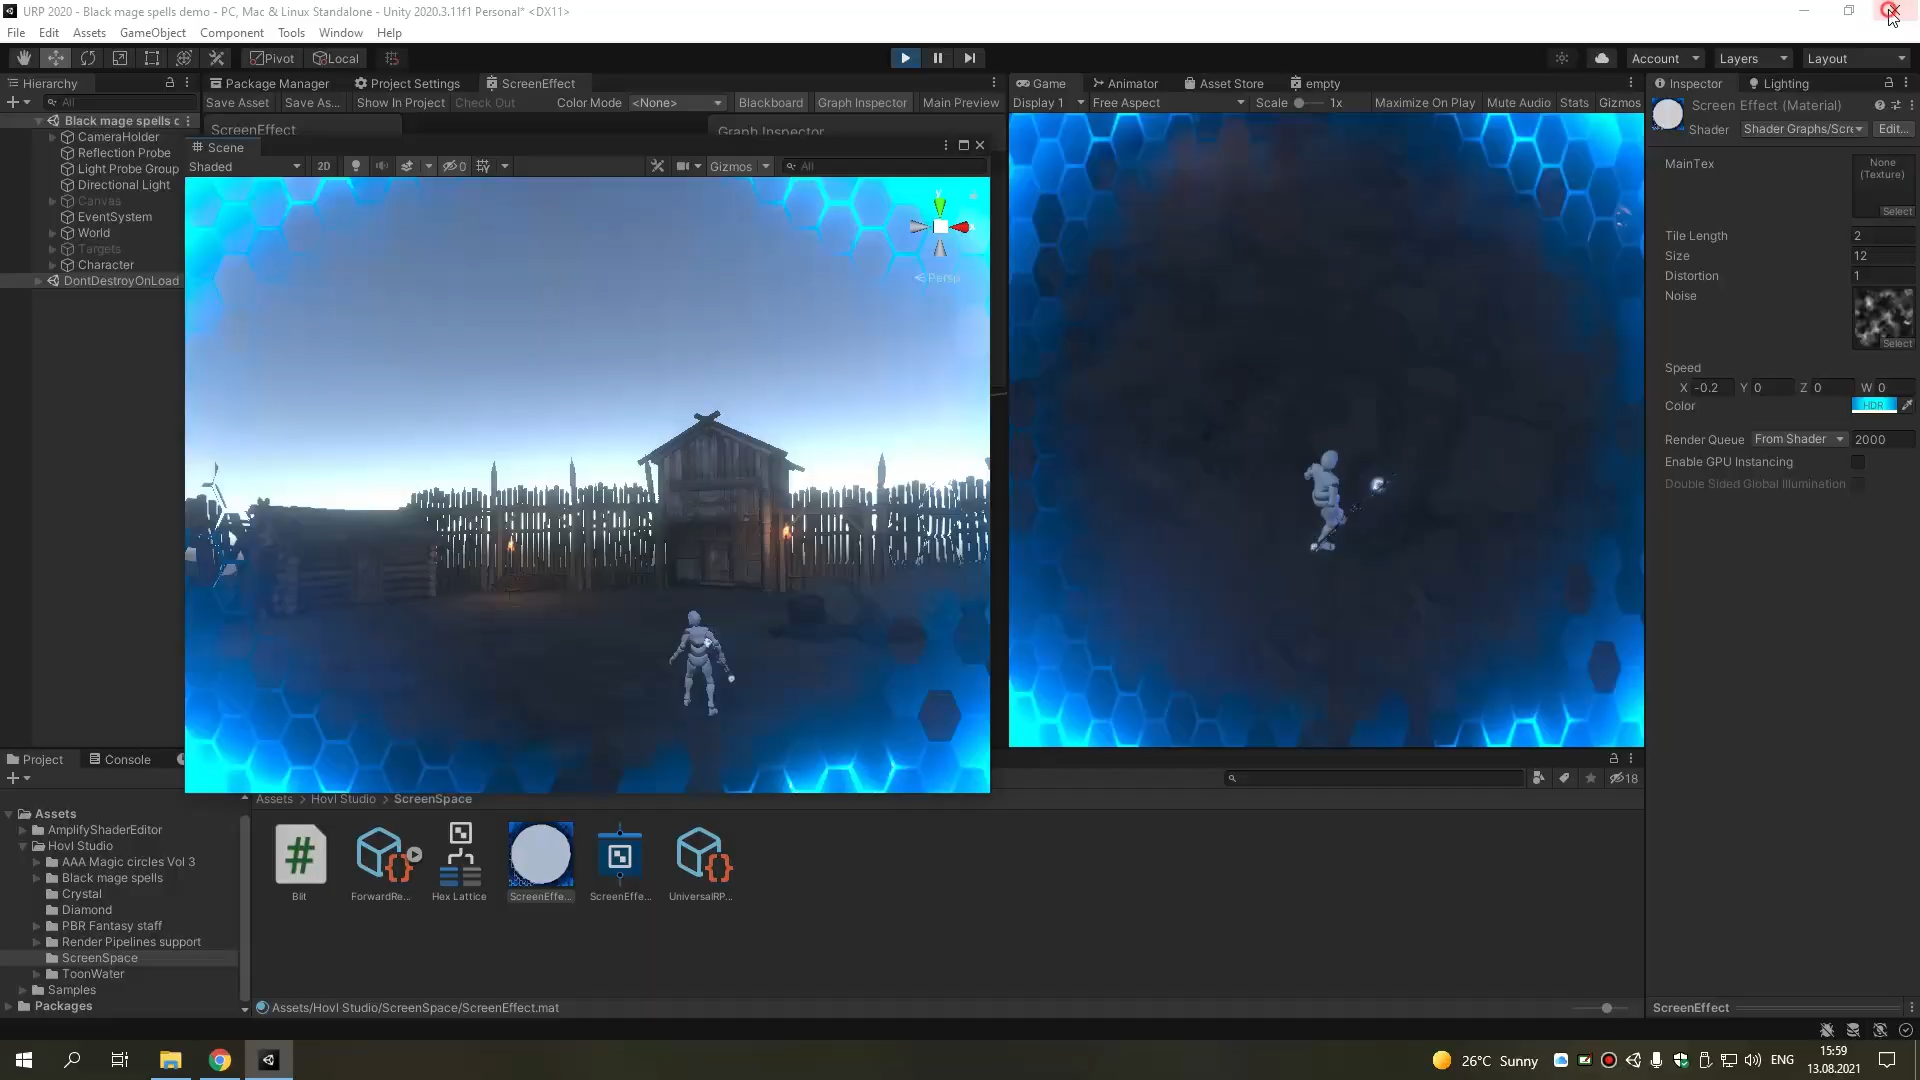 URP 2020 - Black mage spells demo - PC, Mac & Linux Standalone - Unity 2020.3.11f1 Personal* <DX11>
File Edit Assets GameObject Component Tools Window Help
Pivot Local Account Layers Layout
Hierarchy Package Manager Project Settings ScreenEffect Game Animator Asset Store empty Inspector Lighting
All Save Asset Save As... Show In Project Check Out Color Mode <None> Blackboard Graph Inspector Main Preview Display 1 Free Aspect Scale 1x Maximize On Play Mute Audio Stats Gizmos
Screen Effect (Material)
Shader Shader Graphs/Scre Edit...
Black mage spells c
CameraHolder
Reflection Probe
Light Probe Group
Directional Light
Canvas
EventSystem
World
Targets
Character
DontDestroyOnLoad
ScreenEffect Graph Inspector
Scene
Shaded 2D 0 Gizmos All
y
Persp
MainTex
None
(Texture)
Select
Tile Length 2
Size 12
Distortion 1
Noise
Select
Speed
X -0.2 Y 0 Z 0 W 0
Color HDR
Render Queue From Shader 2000
Enable GPU Instancing
Double Sided Global Illumination
Project Console
18
Assets > Hovl Studio > ScreenSpace
Assets
AmplifyShaderEditor
Hovl Studio
AAA Magic circles Vol 3
Black mage spells
Crystal
Diamond
PBR Fantasy staff
Render Pipelines support
ScreenSpace
ToonWater
Samples
Packages
Blit ForwardRe... Hex Lattice ScreenEffe... ScreenEffe... UniversalRP...
Assets/Hovl Studio/ScreenSpace/ScreenEffect.mat
ScreenEffect
26°C Sunny ENG
15:59
13.08.2021